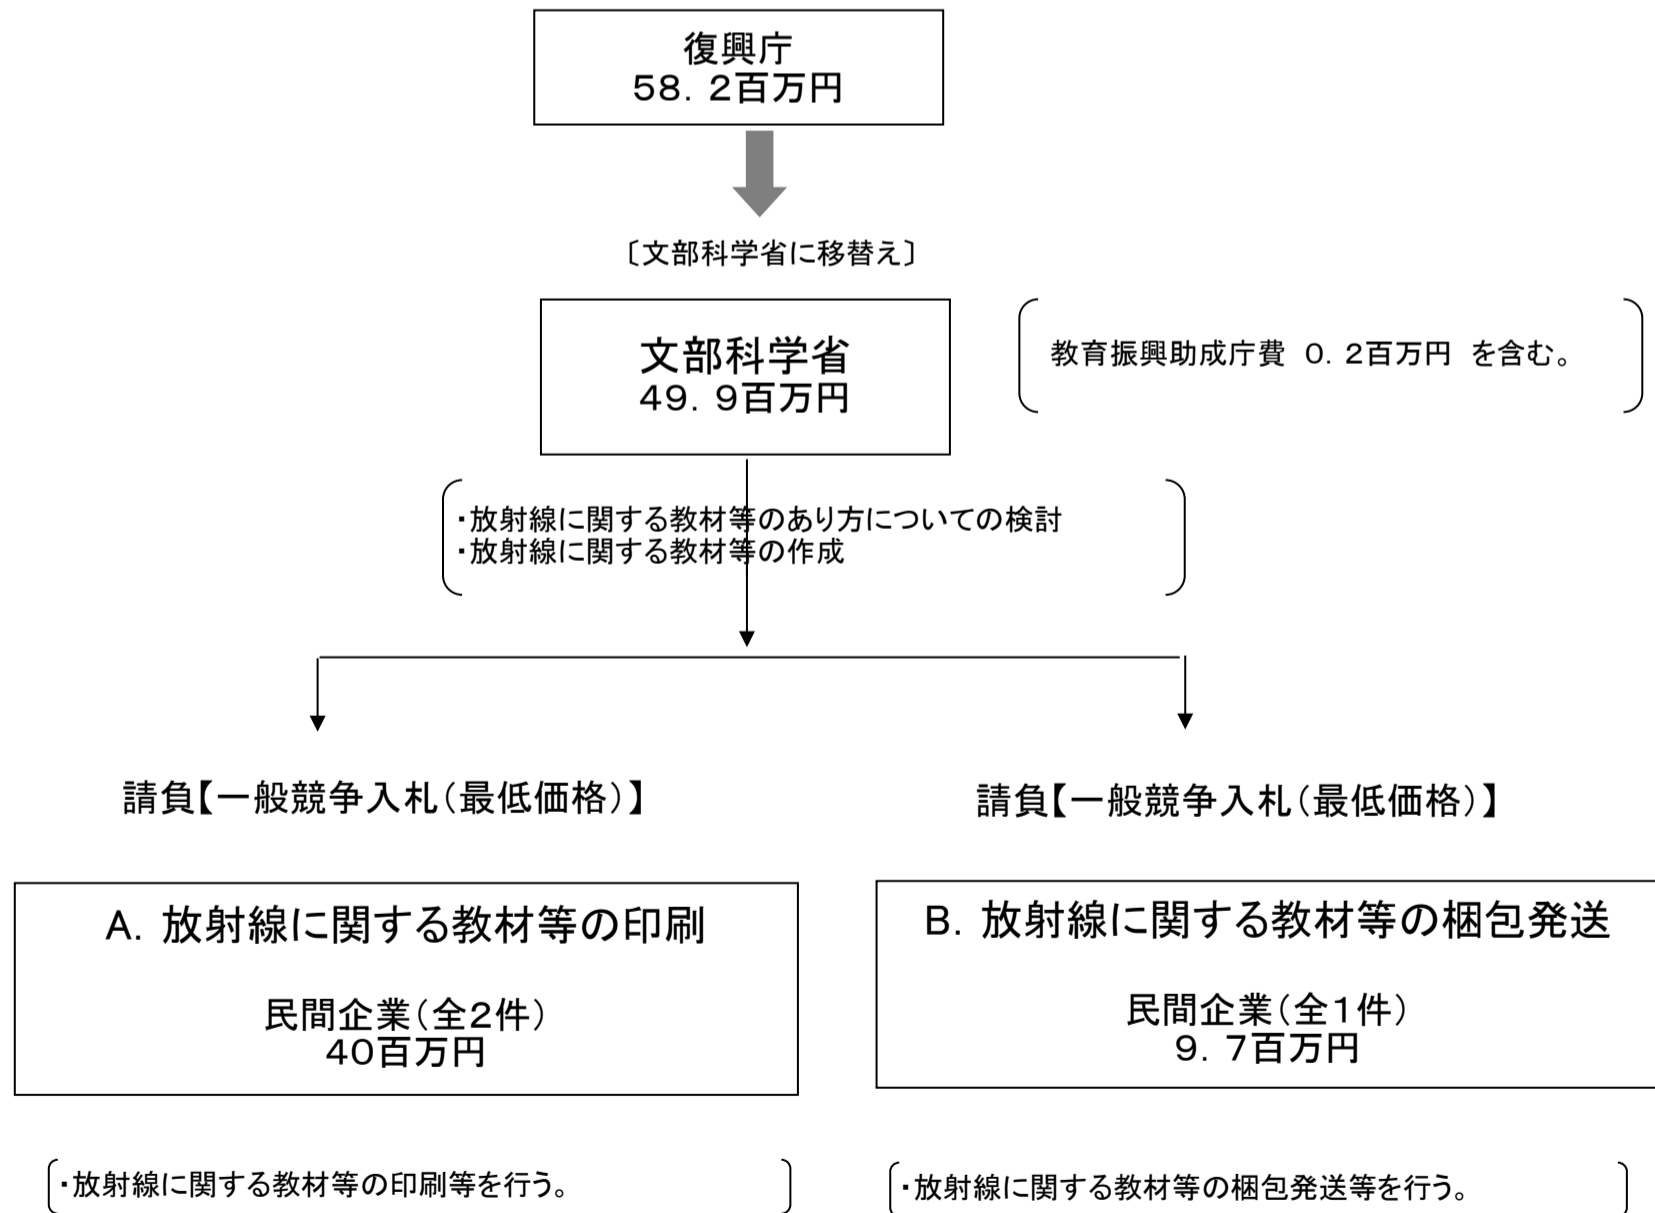 復興庁
58．2百万円
〔文部科学省に移替え〕
文部科学省
49．9百万円
教育振興助成庁費　0．2百万円　を含む。
・放射線に関する教材等のあり方についての検討
・放射線に関する教材等の作成
請負【一般競争入札（最低価格）】
請負【一般競争入札（最低価格）】
A．放射線に関する教材等の印刷
民間企業（全2件）
40百万円
B．放射線に関する教材等の梱包発送
民間企業（全1件）
9．7百万円
・放射線に関する教材等の印刷等を行う。
・放射線に関する教材等の梱包発送等を行う。